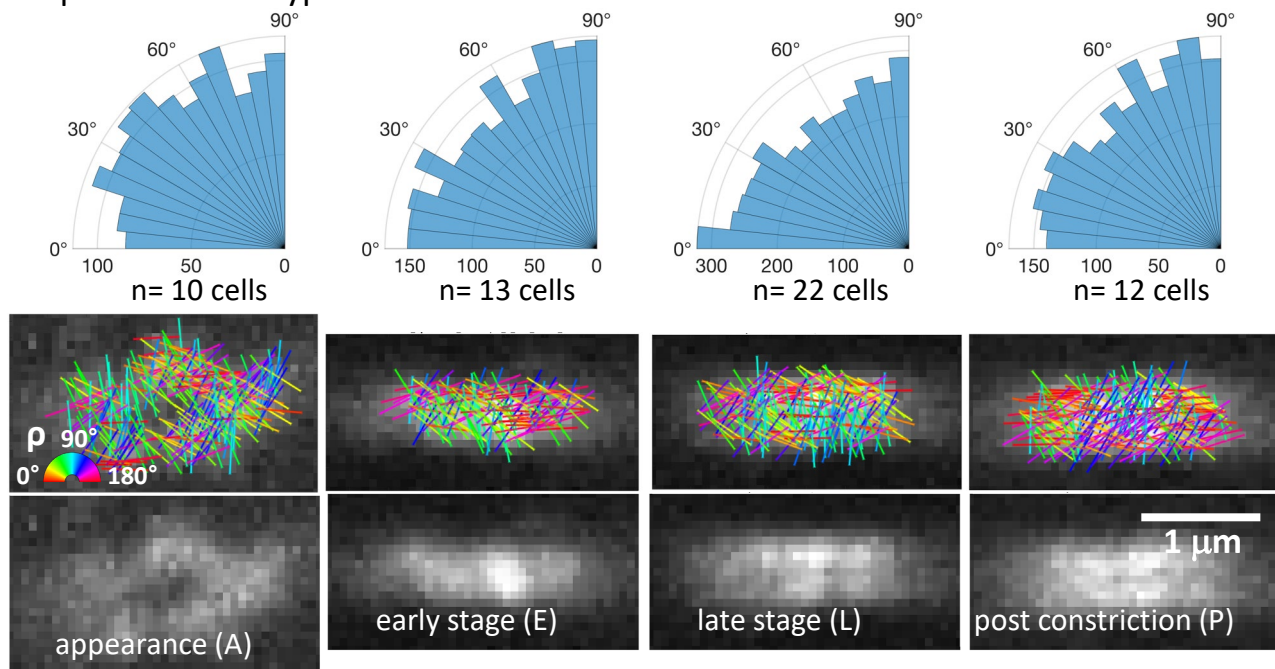 90° 90° 90° 90°
60° 60° 60° 60°
30° 30° 30° 30°
0° 0° 0° 0°
100 50 0 150 100 50 0 300 200 100 0 150 100 50 0
n= 10 cells n= 13 cells n= 22 cells n= 12 cells
ρ 90°
0° 180°
1 μm
appearance (A) early stage (E) late stage (L) post constriction (P)